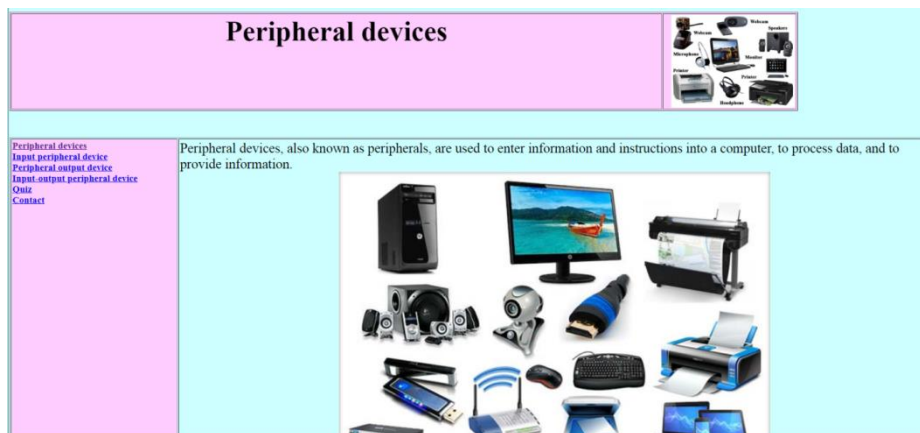 Peripheral devices
Webcam
Webcam
Speakers
Microphone
Monitor
Printer
Printer
Headphone
Peripheral devices
Input peripheral device
Peripheral output device
Input-output peripheral device
Quiz
Contact
Peripheral devices, also known as peripherals, are used to enter information and instructions into a computer, to process data, and to
provide information.